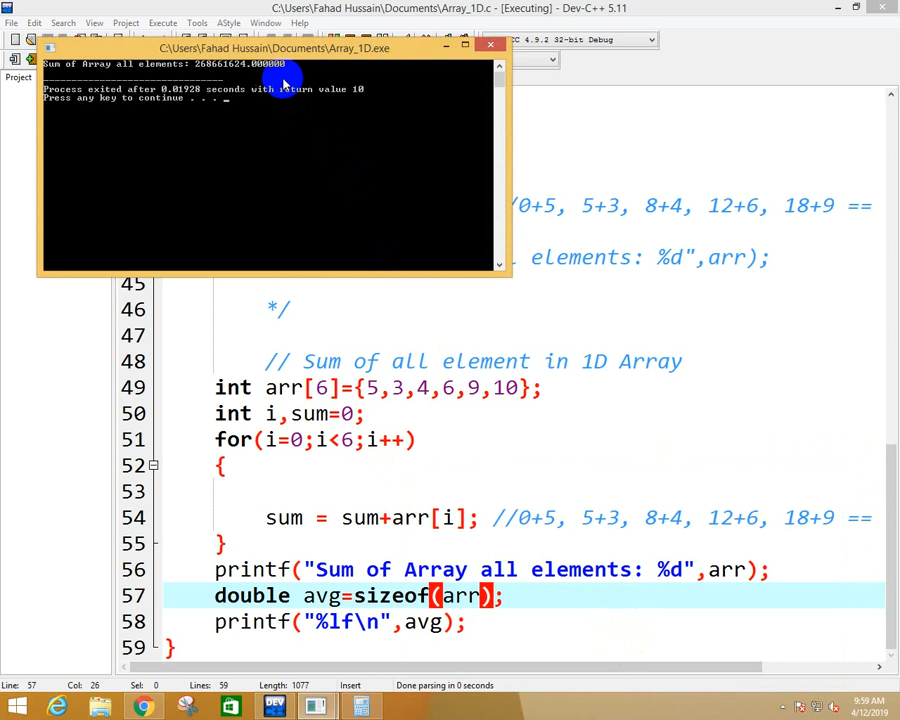 C:\Users\Fahad Hussain\Documents\Array_1D.c - [Executing] - Dev-C++ 5.11
File Edit Search View Project Execute Tools AStyle Window Help
C:\Users\Fahad Hussain\Documents\Array_1D.exe
CC 4.9.2 32-bit Debug
Project
Sum of Array all elements: 268661624.000000
--------------------------------
Process exited after 0.01928 seconds with return value 10
Press any key to continue . . . _
/0+5, 5+3, 8+4, 12+6, 18+9 ==
l elements: %d",arr);
45
46 */
47
48 // Sum of all element in 1D Array
49 int arr[6]={5,3,4,6,9,10};
50 int i,sum=0;
51 for(i=0;i<6;i++)
52 {
53
54 sum = sum+arr[i]; //0+5, 5+3, 8+4, 12+6, 18+9 ==
55 }
56 printf("Sum of Array all elements: %d",arr);
57 double avg=sizeof(arr);
58 printf("%lf\n",avg);
59 }
Line: 57 Col: 26 Sel: 0 Lines: 59 Length: 1077 Insert Done parsing in 0 seconds
DEV
9:59 AM
4/12/2019